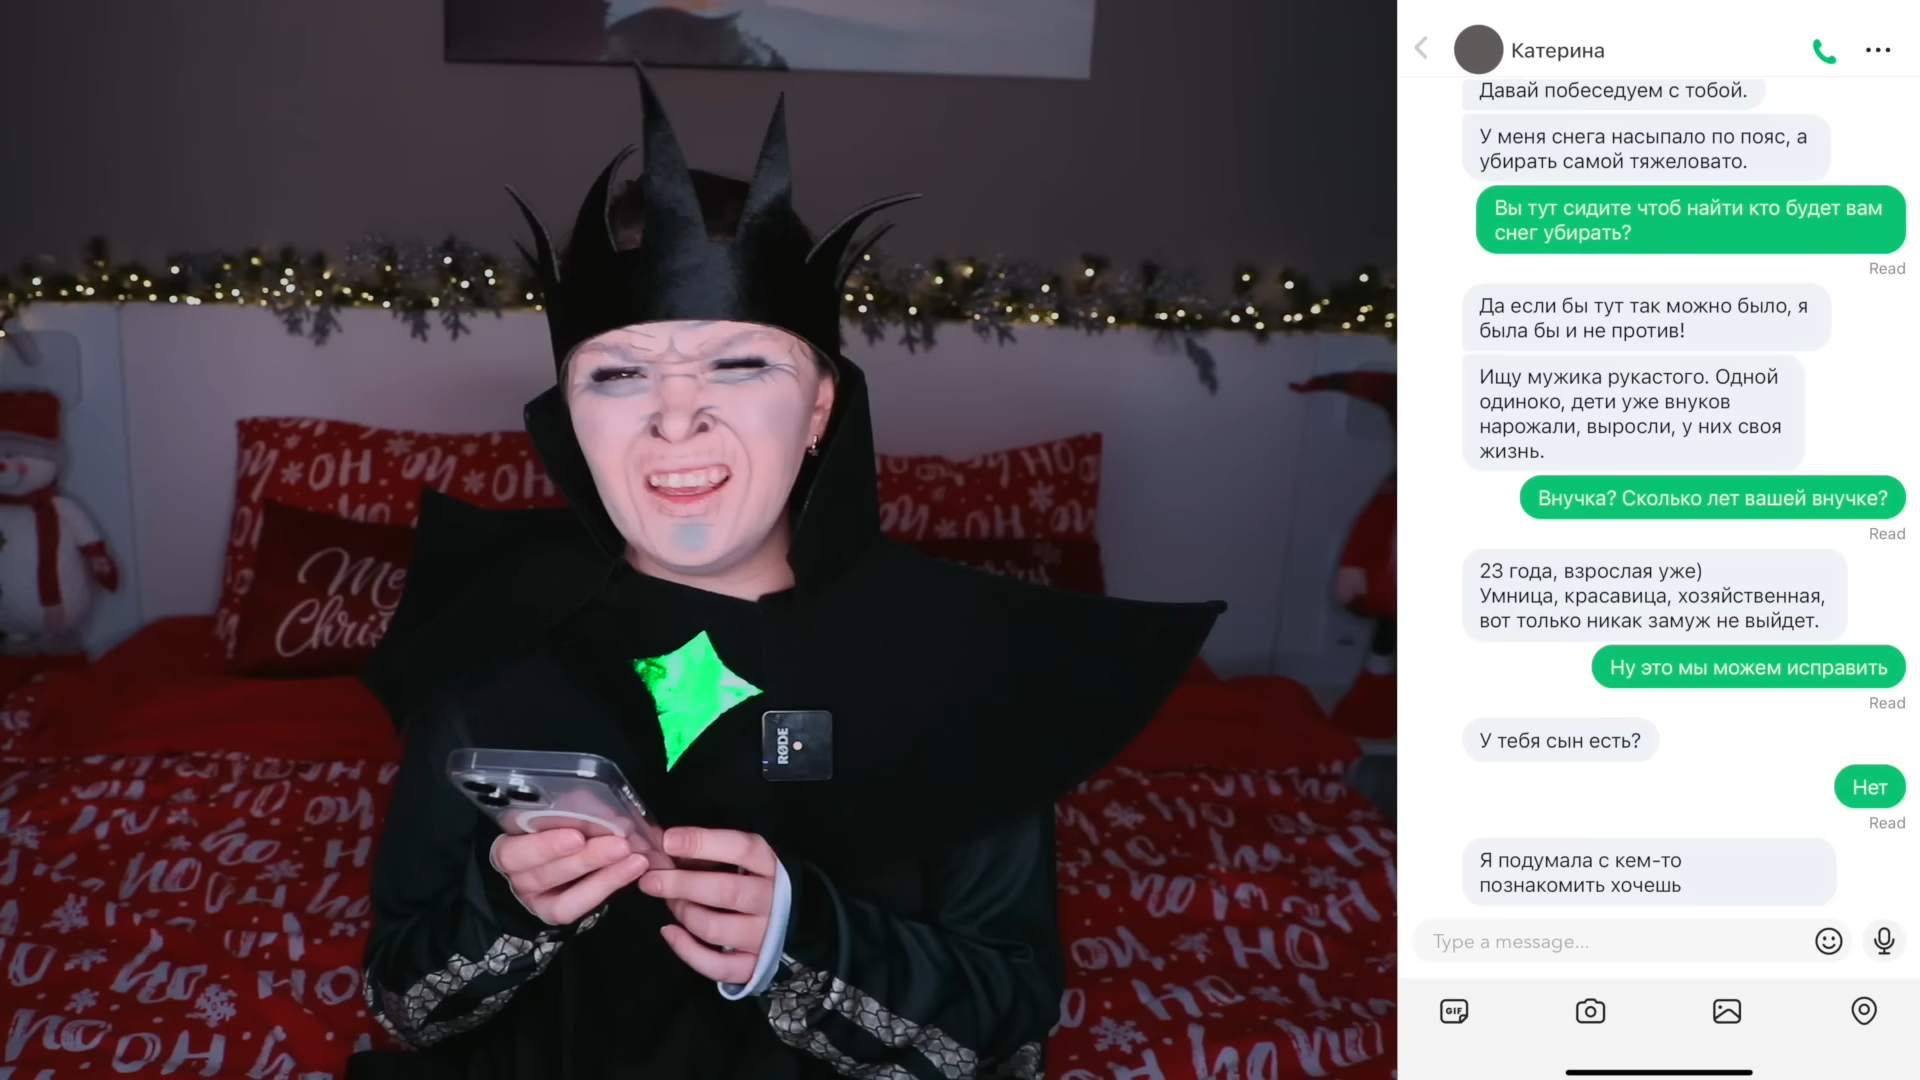 Катерина
Давай побеседуем с тобой.
У меня снега насыпало по пояс, а
убирать самой тяжеловато.
Вы тут сидите чтоб найти кто будет вам
снег убирать?
Read
Да если бы тут так можно было, я
была бы и не против!
Ищу мужика рукастого. Одной
одиноко, дети уже внуков
нарожали, выросли, у них своя
жизнь.
Внучка? Сколько лет вашей внучке?
Read
23 года, взрослая уже)
Умница, красавица, хозяйственная,
вот только никак замуж не выйдет.
Ну это мы можем исправить
Read
У тебя сын есть?
Нет
Read
Я подумала с кем-то
познакомить хочешь
Type a message...
GIF
RØDE
HO
OH